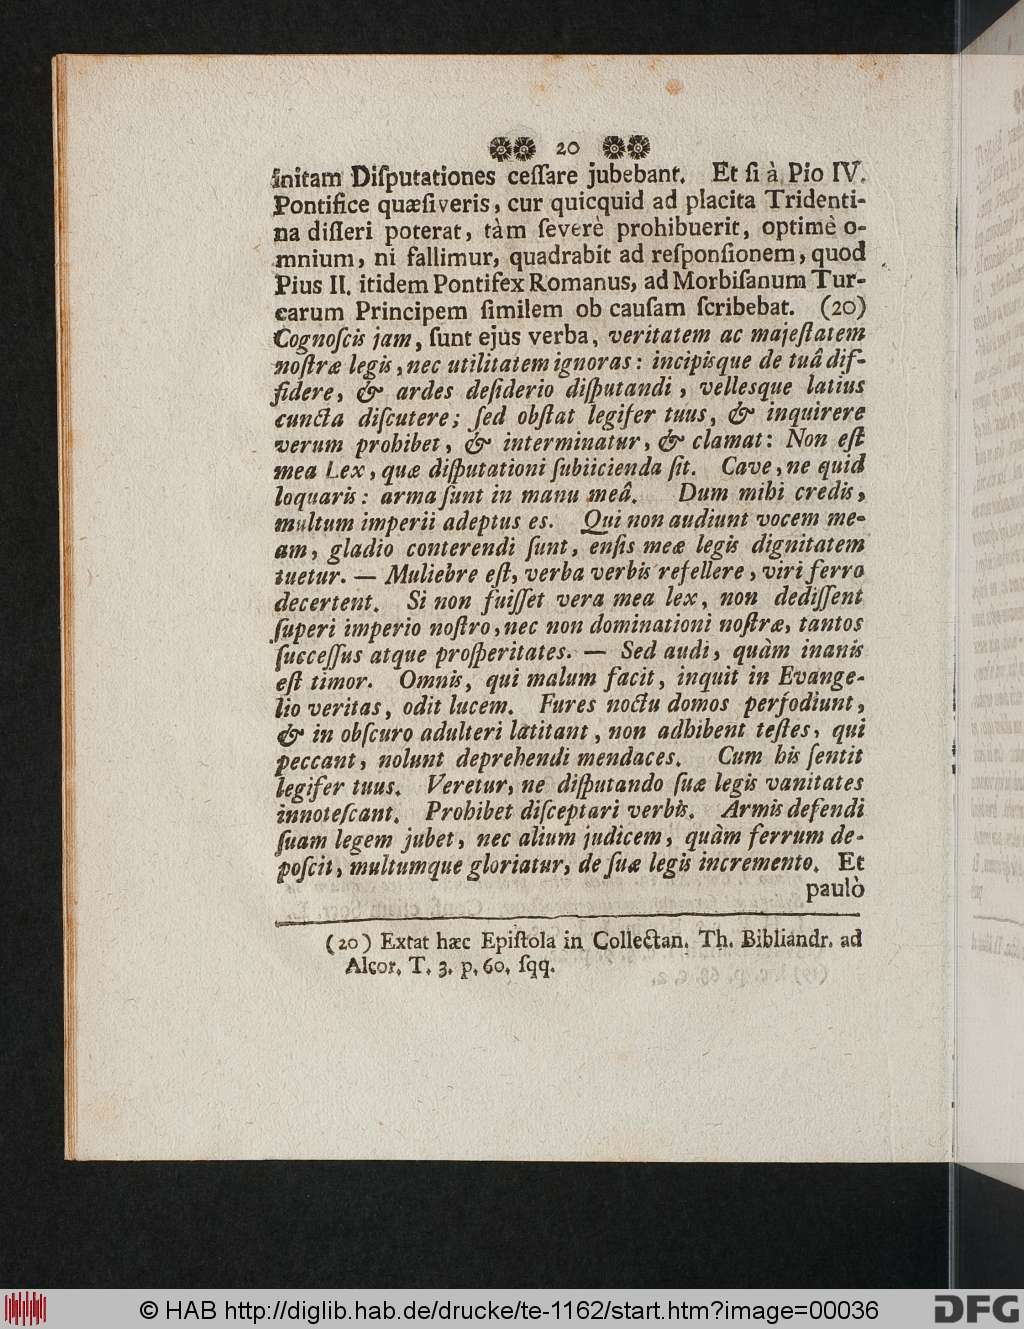 20
initam Diſputationes ceſſare jubebant. Et ſi à Pio IV.
Pontifice quæſiveris, cur quicquid ad placita Tridenti-
na diſſeri poterat, tàm ſeverè prohibuerit, optimè o-
mnium, ni fallimur, quadrabit ad reſponſionem, quod
Pius II. itidem Pontifex Romanus, ad Morbiſanum Tur-
carum Principem ſimilem ob cauſam ſcribebat. (20)
Cognoſcis jam, ſunt ejus verba, veritatem ac majeſtatem
noſtræ legis, nec utilitatem ignoras: incipisque de tuâ dif-
fidere, & ardes deſiderio diſputandi, vellesque latius
cuncta diſcutere; ſed obſtat legifer tuus, & inquirere
verum prohibet, & interminatur, & clamat: Non eſt
mea Lex, quæ diſputationi ſubiicienda ſit. Cave, ne quid
loquaris: arma ſunt in manu meâ. Dum mihi credis,
multum imperii adeptus es. Qui non audiunt vocem me-
am, gladio conterendi ſunt, enſis meæ legis dignitatem
tuetur. — Muliebre eſt, verba verbis refellere, viri ferro
decertent. Si non fuiſſet vera mea lex, non dediſſent
ſuperi imperio noſtro, nec non dominationi noſtræ, tantos
ſucceſſus atque proſperitates. — Sed audi, quàm inanis
eſt timor. Omnis, qui malum facit, inquit in Evange-
lio veritas, odit lucem. Fures noctu domos perfodiunt,
& in obſcuro adulteri latitant, non adhibent teſtes, qui
peccant, nolunt deprehendi mendaces. Cum his ſentit
legifer tuus. Veretur, ne diſputando ſuæ legis vanitates
innoteſcant. Prohibet diſceptari verbis. Armis defendi
ſuam legem jubet, nec alium judicem, quàm ferrum de-
poſcit, multumque gloriatur, de ſuæ legis incremento. Et
paulò
(20) Extat hæc Epiſtola in Collectan. Th. Bibliandr. ad
Alcor. T. 3. p. 60. ſqq.
© HAB http://diglib.hab.de/drucke/te-1162/start.htm?image=00036
DFG